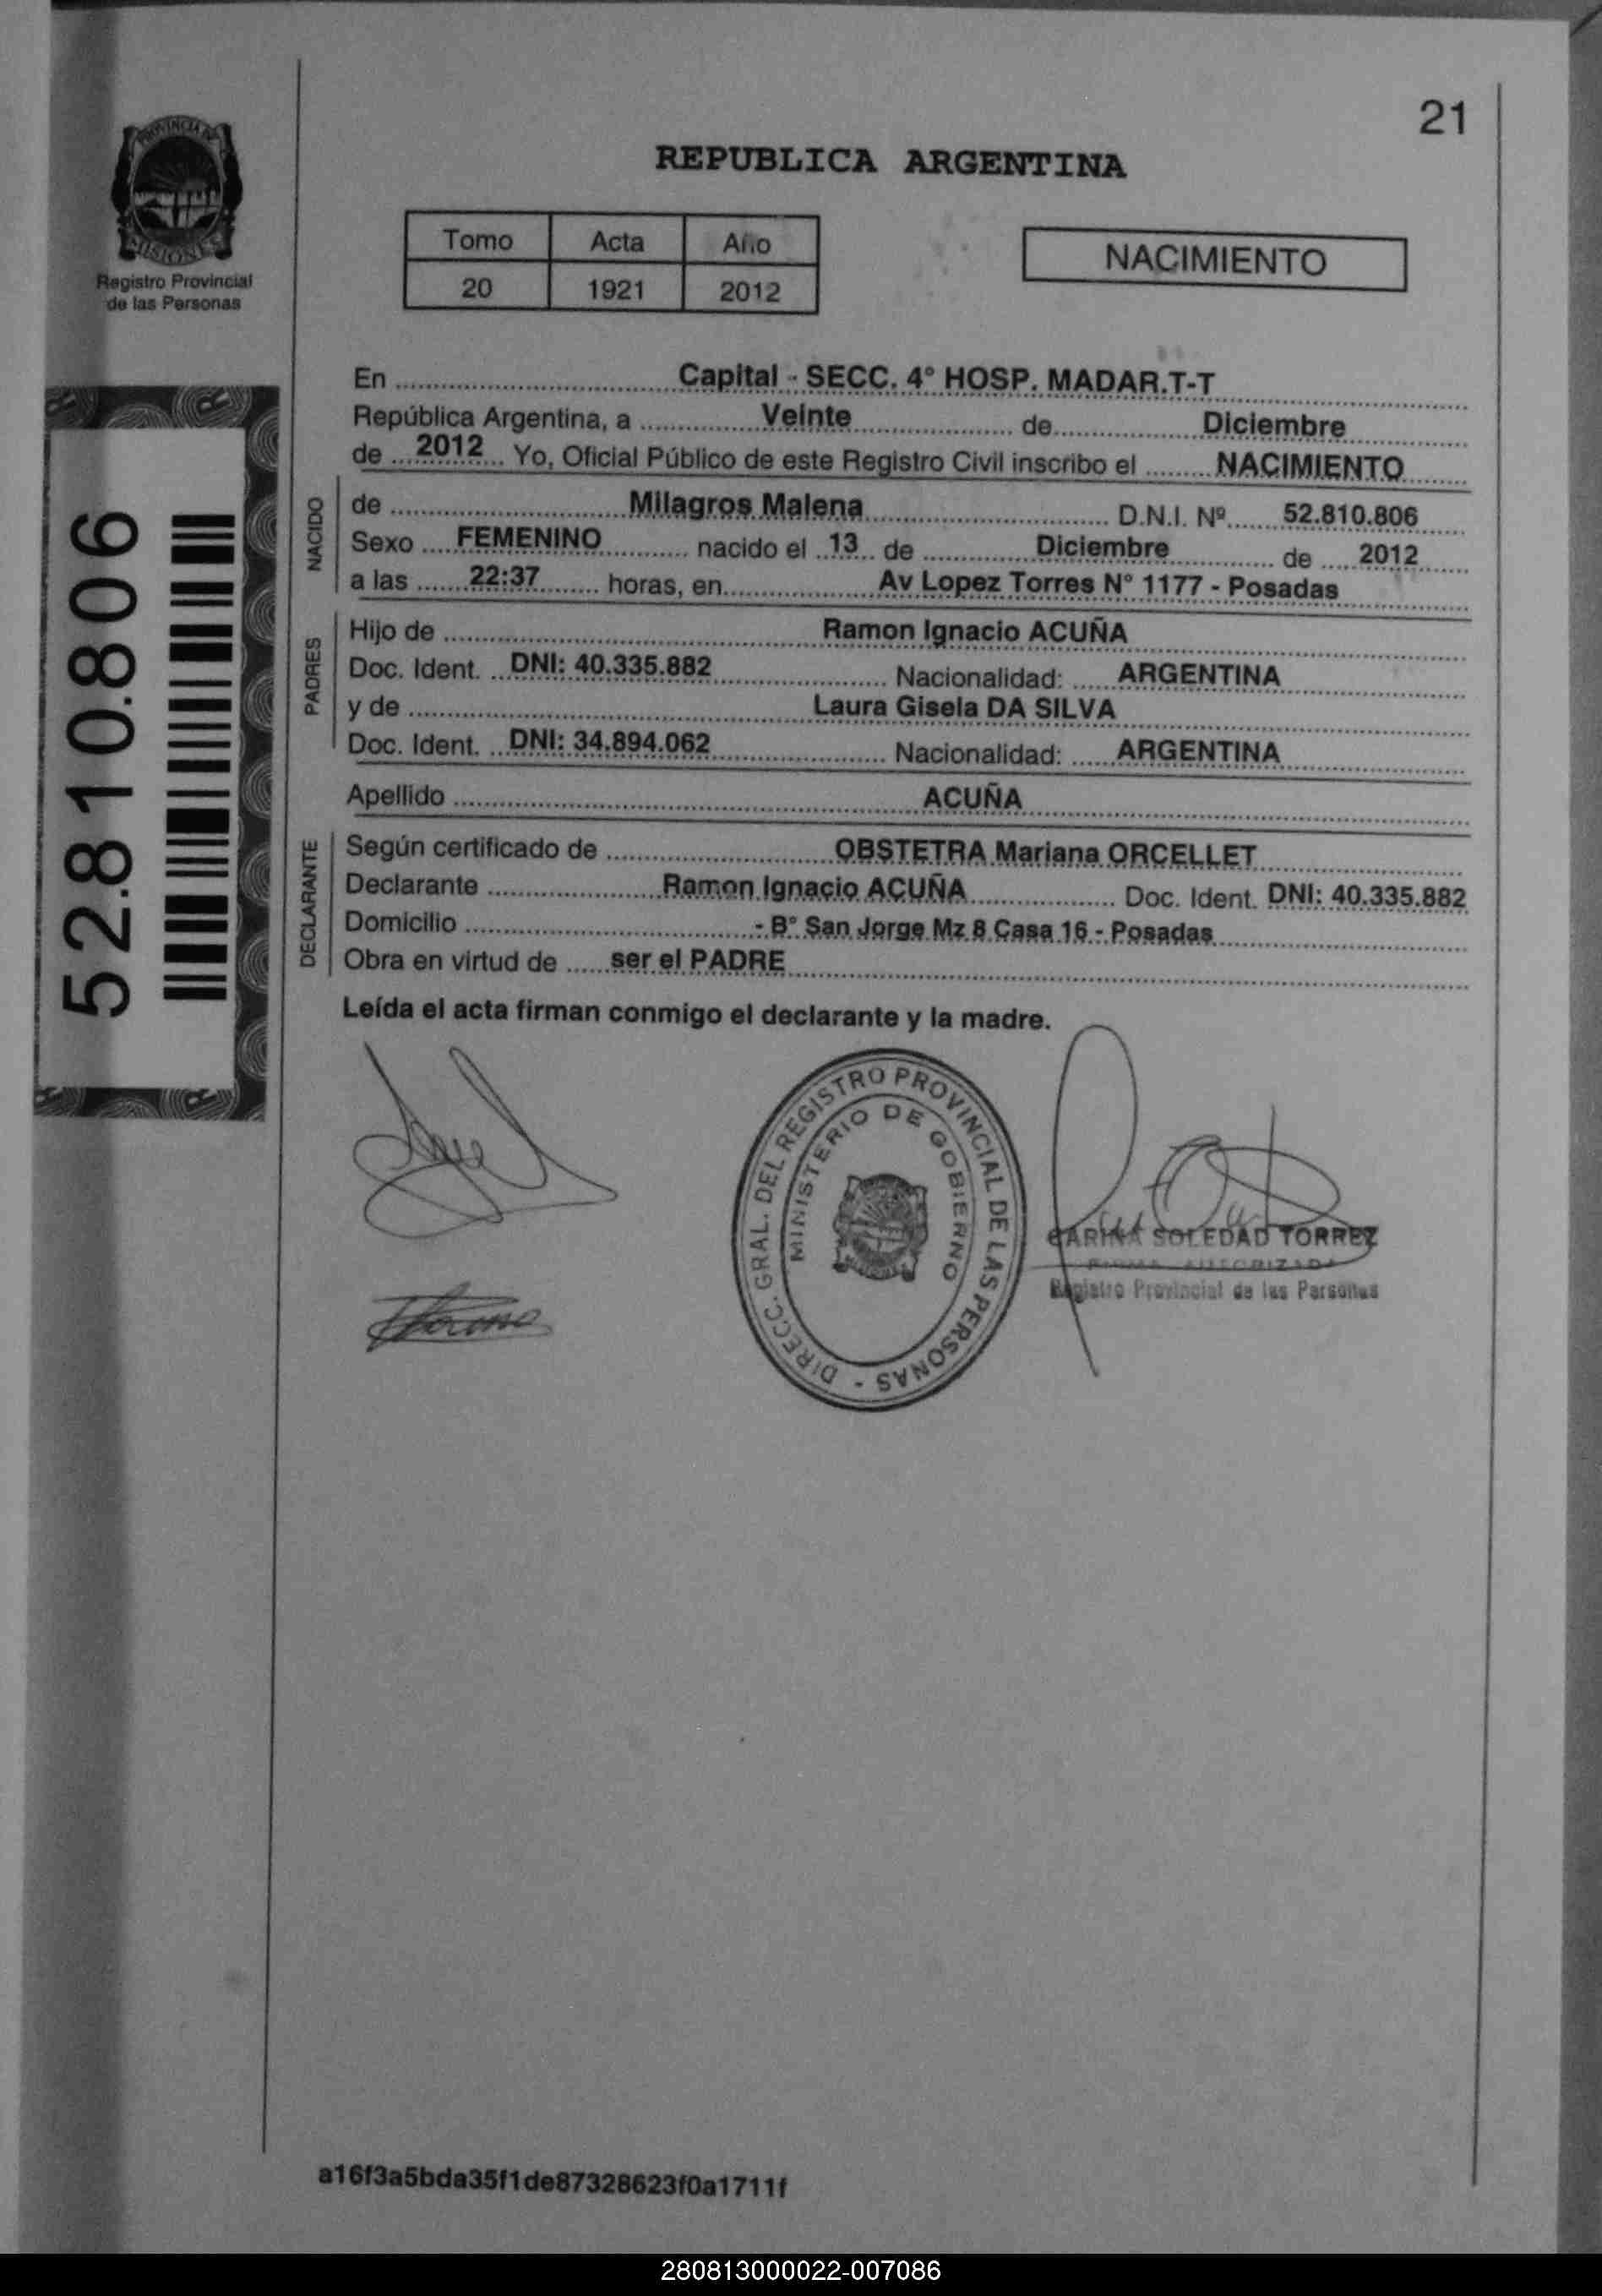 21
REPUBLICA ARGENTINA
PROVINCIA DE
MISIONES
Registro Provincial
de las Personas
Tomo Acta Año
20 1921 2012
NACIMIENTO
52.810.806
En Capital - SECC. 4° HOSP. MADAR.T-T
República Argentina, a Veinte de Diciembre
de 2012 Yo, Oficial Público de este Registro Civil inscribo el NACIMIENTO
NACIDO
de Milagros Malena D.N.I. Nº 52.810.806
Sexo FEMENINO nacido el 13 de Diciembre de 2012
a las 22:37 horas, en Av Lopez Torres N° 1177 - Posadas
PADRES
Hijo de Ramon Ignacio ACUÑA
Doc. Ident. DNI: 40.335.882 Nacionalidad: ARGENTINA
y de Laura Gisela DA SILVA
Doc. Ident. DNI: 34.894.062 Nacionalidad: ARGENTINA
Apellido ACUÑA
DECLARANTE
Según certificado de OBSTETRA Mariana ORCELLET
Declarante Ramon Ignacio ACUÑA Doc. Ident. DNI: 40.335.882
Domicilio - B° San Jorge Mz 8 Casa 16 - Posadas
Obra en virtud de ser el PADRE
Leída el acta firman conmigo el declarante y la madre.
DIRECC. GRAL. DEL REGISTRO PROVINCIAL DE LAS PERSONAS -
MINISTERIO DE GOBIERNO
CARINA SOLEDAD TORREZ
FIRMA AUTORIZADA
Registro Provincial de las Personas
a16f3a5bda35f1de87328623f0a1711f
280813000022-007086